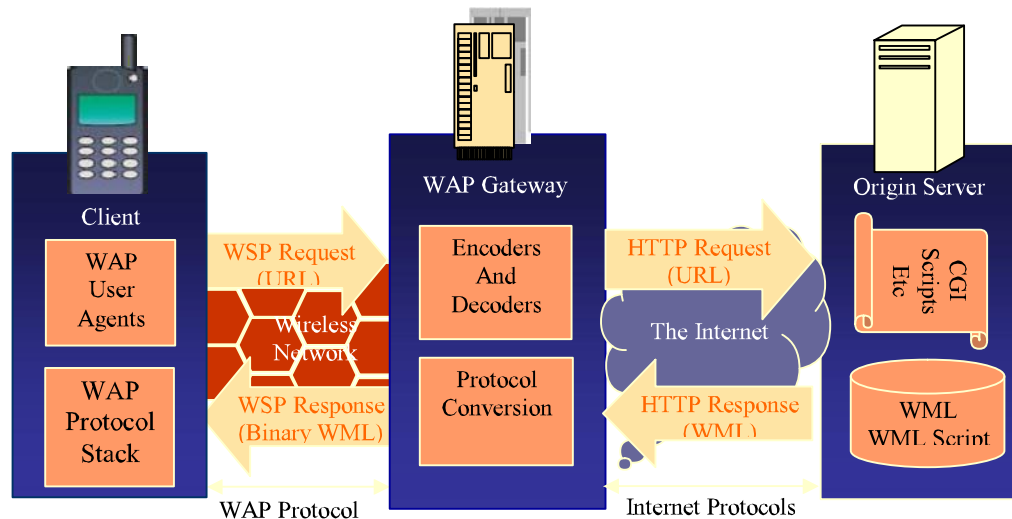 Client
WAP
User
Agents
WAP
Protocol
Stack
WSP Request
(URL)
Wireless
Network
WSP Response
(Binary WML)
WAP Protocol
WAP Gateway
Encoders
And
Decoders
Protocol
Conversion
HTTP Request
(URL)
The Internet
HTTP Response
(WML)
Internet Protocols
Origin Server
CGI
Scripts
Etc
WML
WML Script